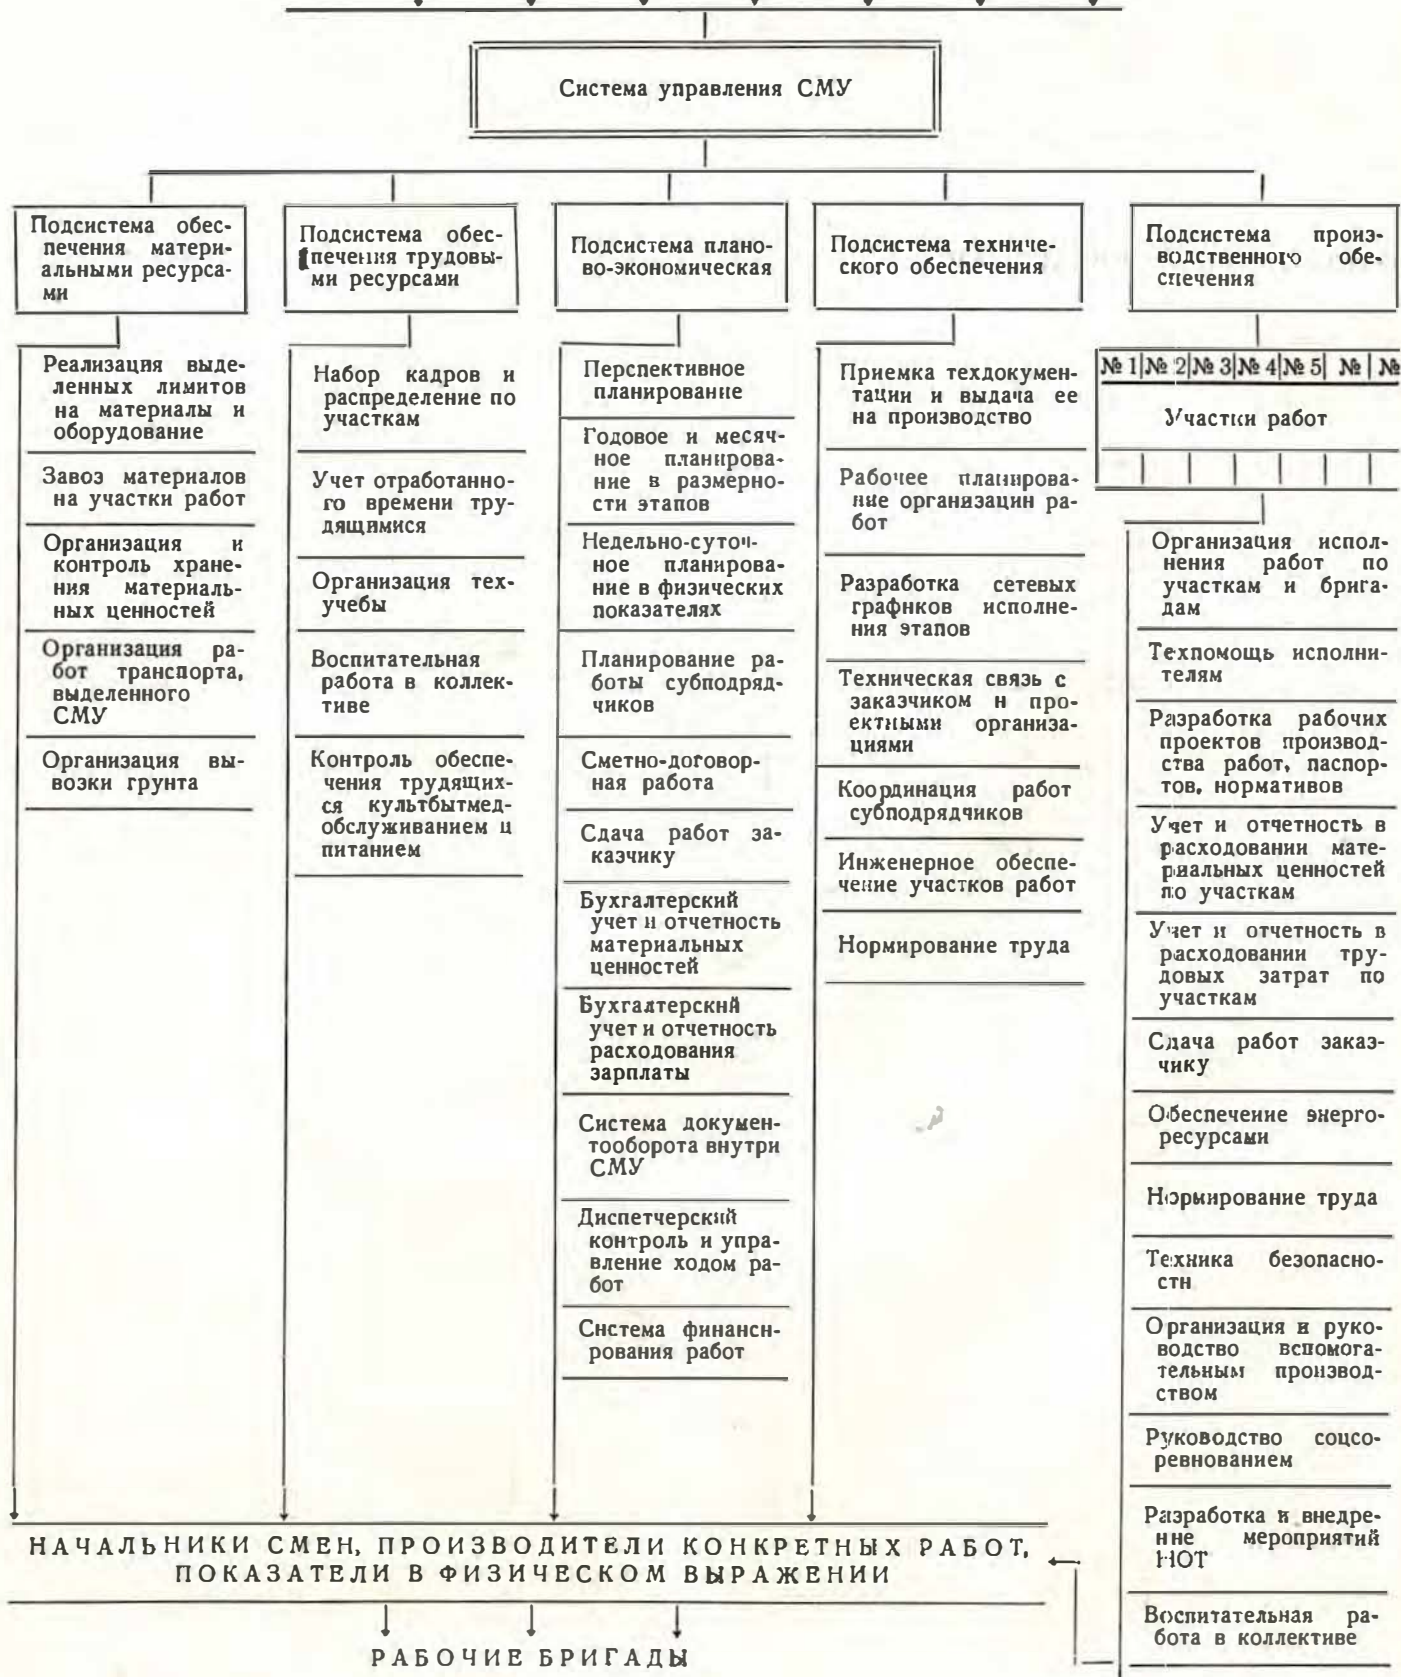 Система управления СМУ
Подсистема обес-
печения матери-
альными ресурса-
ми
Подсистема обес-
печения трудовы-
ми ресурсами
Подсистема плано-
во-экономическая
Подсистема техниче-
ского обеспечения
Подсистема произ-
водственного обе-
спечения
Реализация выде-
ленных лимитов
на материалы и
оборудование
Завоз материалов
на участки работ
Организация и
контроль хране-
ния материаль-
ных ценностей
Организация ра-
бот транспорта,
выделенного
СМУ
Организация вы-
возки грунта
Набор кадров и
распределение по
участкам
Учет отработанно-
го времени тру-
дящимися
Организация тех-
учебы
Воспитательная
работа в коллек-
тиве
Контроль обеспе-
чения трудящих-
ся культбытмед-
обслуживанием и
питанием
Перспективное
планирование
Годовое и месяч-
ное планирова-
ние в размерно-
сти этапов
Недельно-суточ-
ное планирова-
ние в физических
показателях
Планирование ра-
боты субподряд-
чиков
Сметно-договор-
ная работа
Сдача работ за-
казчику
Бухгалтерский
учет и отчетность
материальных
ценностей
Бухгалтерский
учет и отчетность
расходования
зарплаты
Система докумен-
тооборота внутри
СМУ
Диспетчерский
контроль и упра-
вление ходом ра-
бот
Система финанси-
рования работ
Приемка техдокумен-
тации и выдача ее
на производство
Рабочее планирова-
ние организации ра-
бот
Разработка сетевых
графиков исполне-
ния этапов
Техническая связь с
заказчиком и про-
ектными организа-
циями
Координация работ
субподрядчиков
Инженерное обеспе-
чение участков работ
Нормирование труда
№ 1 № 2 № 3 № 4 № 5 № №
Участки работ
Организация испол-
нения работ по
участкам и брига-
дам
Техпомощь исполни-
телям
Разработка рабочих
проектов производ-
ства работ, паспор-
тов, нормативов
Учет и отчетность в
расходовании мате-
риальных ценностей
по участкам
Учет и отчетность в
расходовании тру-
довых затрат по
участкам
Сдача работ заказ-
чику
Обеспечение энерго-
ресурсами
Нормирование труда
Техника безопасно-
сти
Организация и руко-
водство вспомога-
тельным производ-
ством
Руководство соцсо-
ревнованием
Разработка и внедре-
ние мероприятий
НОТ
Воспитательная ра-
бота в коллективе
НАЧАЛЬНИКИ СМЕН, ПРОИЗВОДИТЕЛИ КОНКРЕТНЫХ РАБОТ,
ПОКАЗАТЕЛИ В ФИЗИЧЕСКОМ ВЫРАЖЕНИИ
РАБОЧИЕ БРИГАДЫ